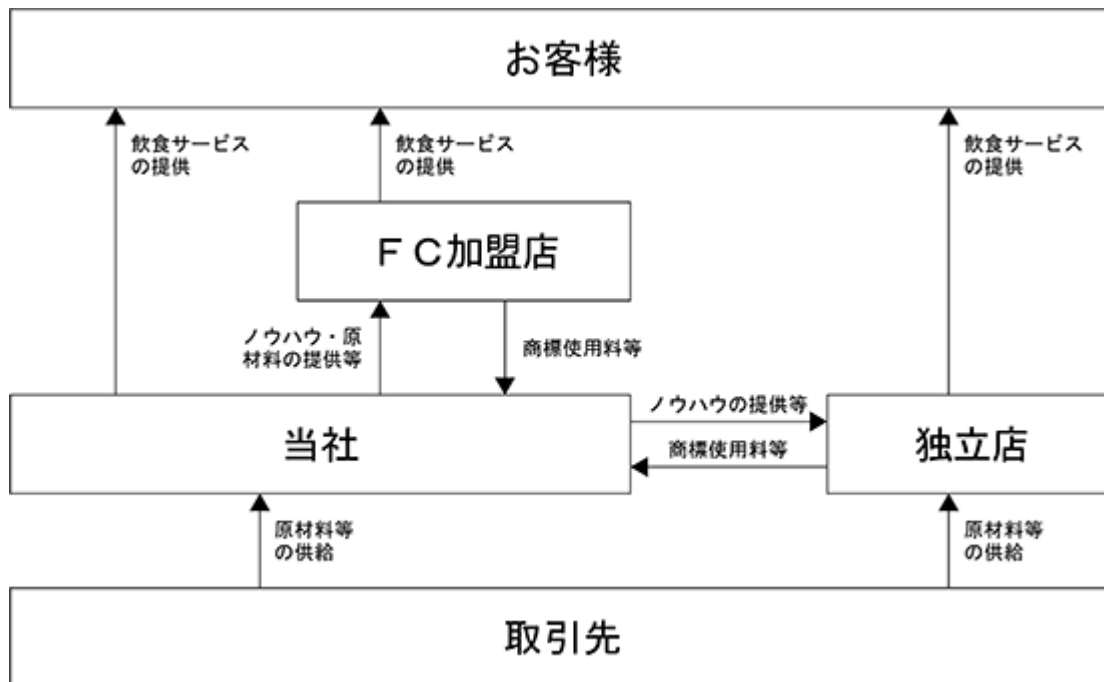 お客様
飲食サービス
の提供
飲食サービス
の提供
飲食サービス
の提供
ＦＣ加盟店
ノウハウ・原
材料の提供等
商標使用料等
ノウハウの提供等
当社
商標使用料等
独立店
原材料等
の供給
原材料等
の供給
取引先